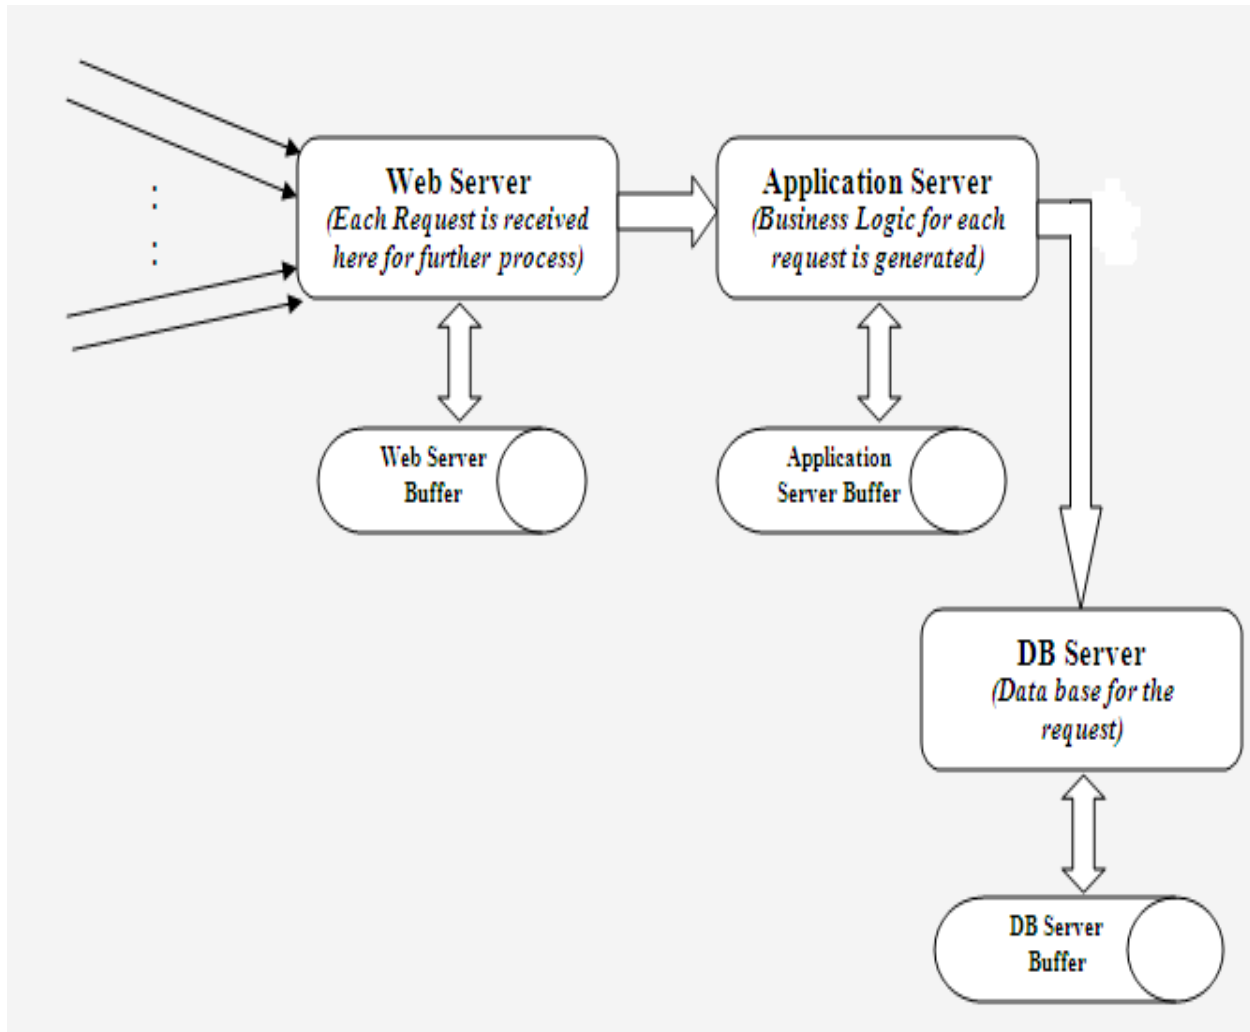 Web Server
(Each Request is received
here for further process)
Application Server
(Business Logic for each
request is generated)
Web Server
Buffer
Application
Server Buffer
DB Server
(Data base for the
request)
DB Server
Buffer